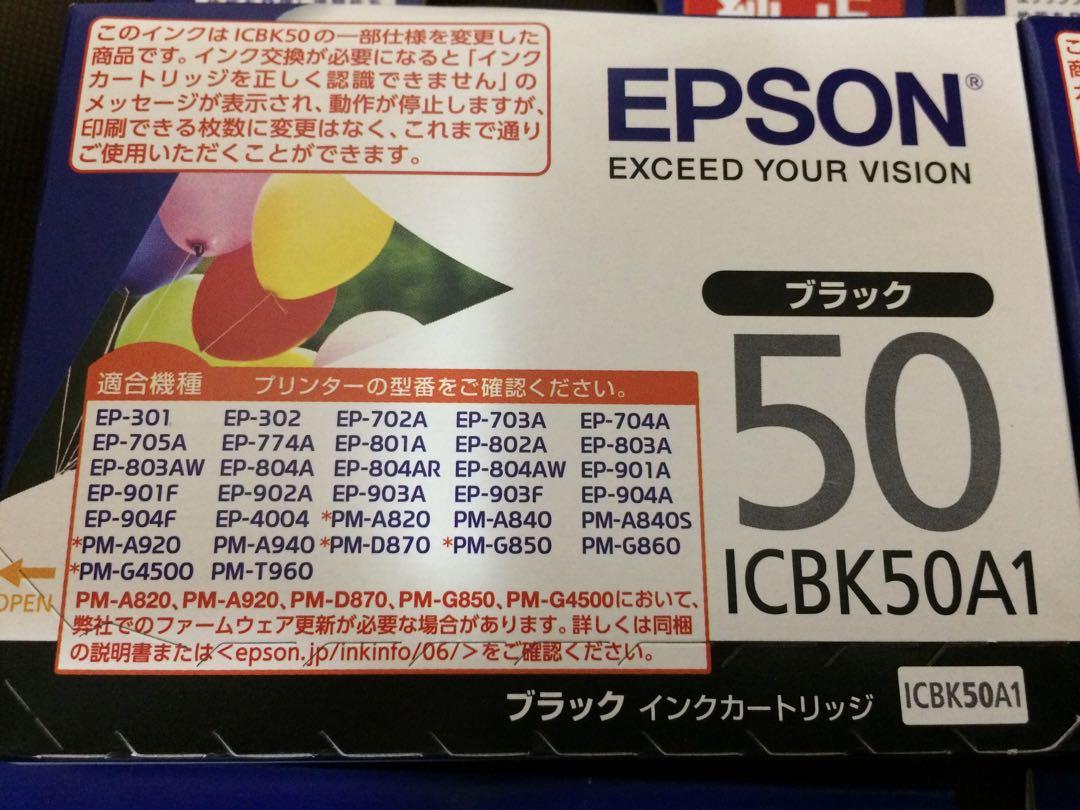 このインクはICBK50の一部仕様を変更した
商品です。インク交換が必要になると「インク
カートリッジを正しく認識できません」の
メッセージが表示され、動作が停止しますが、
印刷できる枚数に変更はなく、これまで通り
ご使用いただくことができます。
EPSON®
EXCEED YOUR VISION
ブラック
50
ICBK50A1
適合機種 プリンターの型番をご確認ください。
EP-301 EP-302 EP-702A EP-703A EP-704A
EP-705A EP-774A EP-801A EP-802A EP-803A
EP-803AW EP-804A EP-804AR EP-804AW EP-901A
EP-901F EP-902A EP-903A EP-903F EP-904A
EP-904F EP-4004 *PM-A820 PM-A840 PM-A840S
*PM-A920 PM-A940 *PM-D870 *PM-G850 PM-G860
*PM-G4500 PM-T960
PM-A820、PM-A920、PM-D870、PM-G850、PM-G4500において、
弊社でのファームウェア更新が必要な場合があります。詳しくは同梱
の説明書または<epson.jp/inkinfo/06/>をご確認ください。
OPEN
ブラック インクカートリッジ ICBK50A1